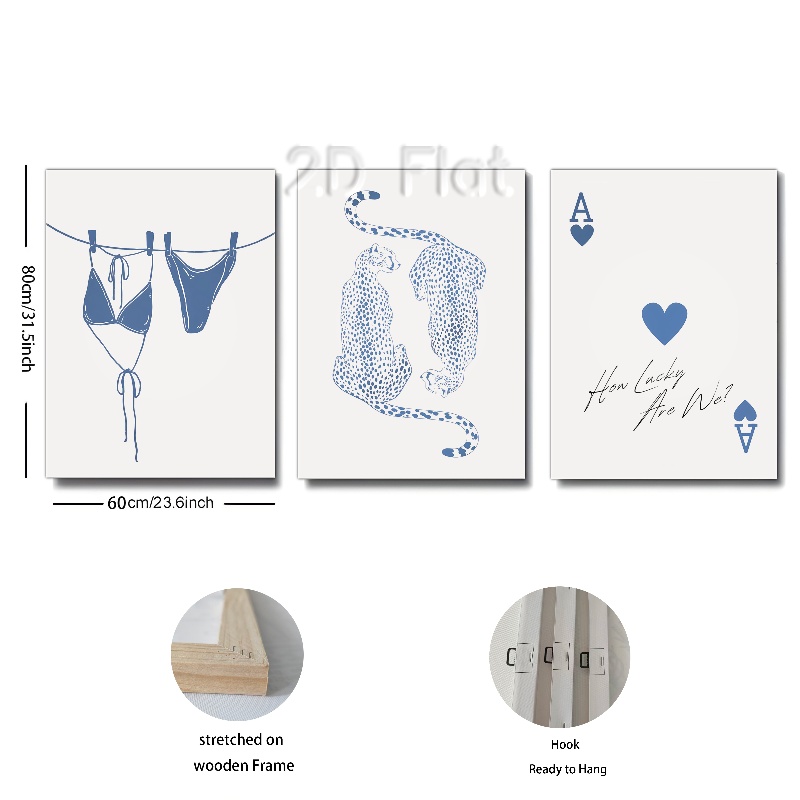 2D Flat
A
How Lucky
Are We?
A
80cm/31.5inch
60cm/23.6inch
stretched on
wooden Frame
Hook
Ready to Hang